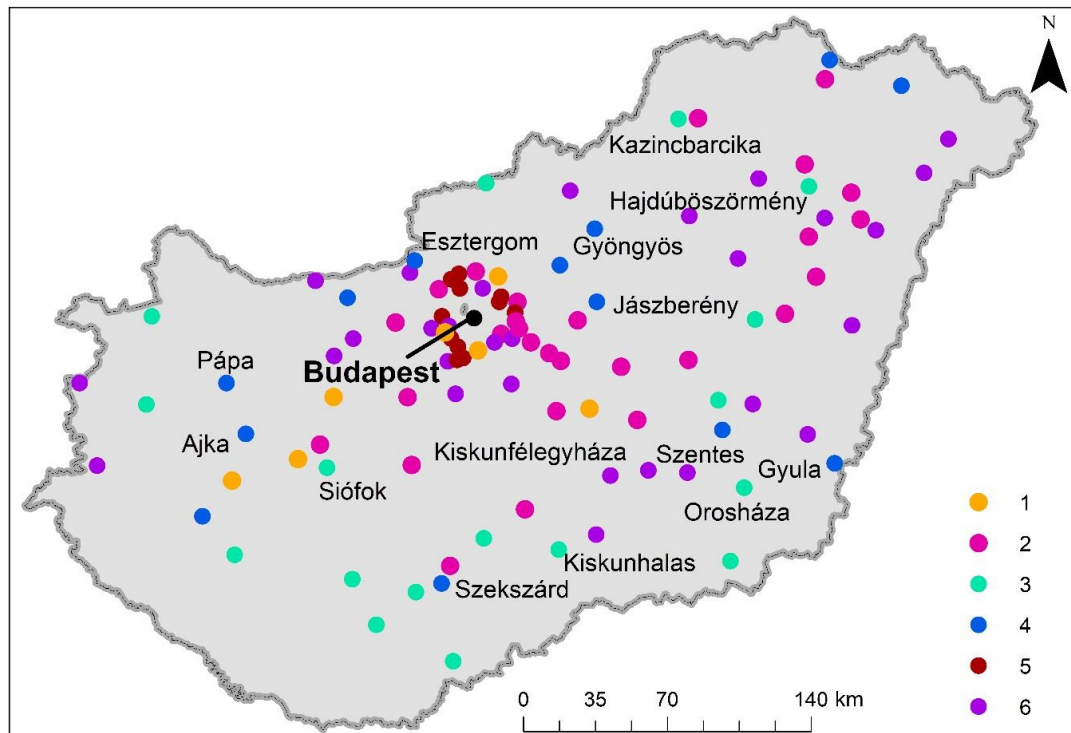 N
Kazincbarcika
Hajdúböszörmény
Esztergom
Gyöngyös
Jászberény
Pápa
Budapest
Ajka
Kiskunfélegyháza
Szentes
Gyula
Siófok
Orosháza
Kiskunhalas
Szekszárd
1
2
3
4
5
6
0 35 70 140 km